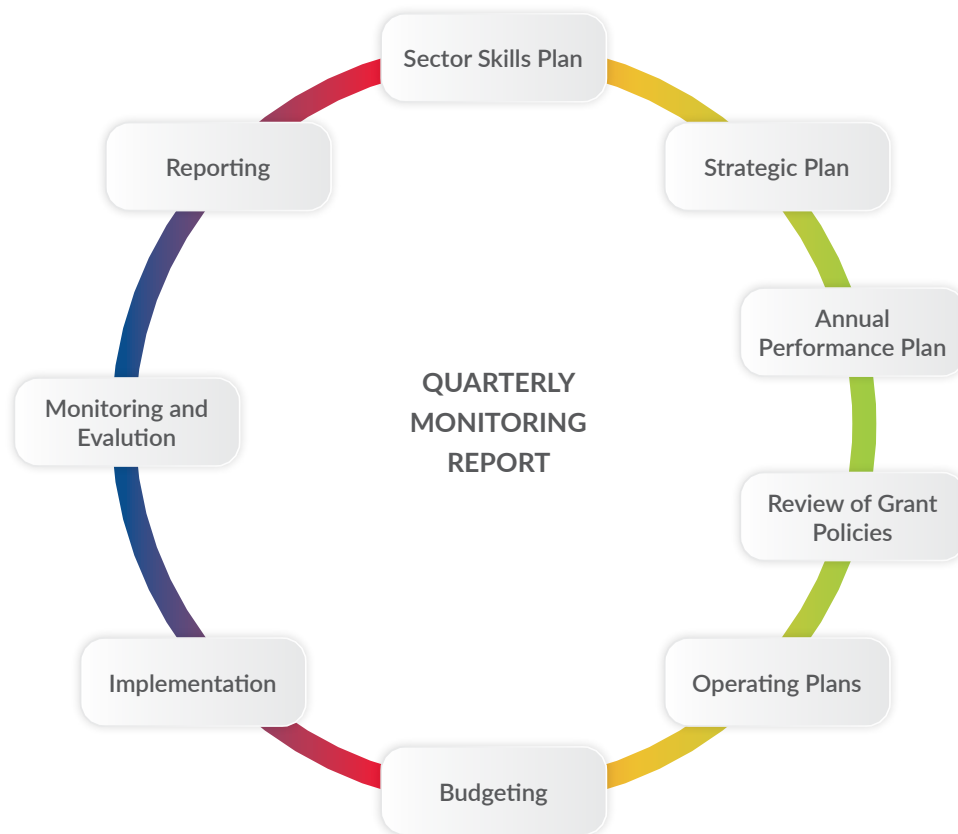 Sector Skills Plan
Strategic Plan
Annual
Performance Plan
Review of Grant
Policies
Operating Plans
Budgeting
Implementation
Monitoring and
Evalution
Reporting
QUARTERLY
MONITORING
REPORT